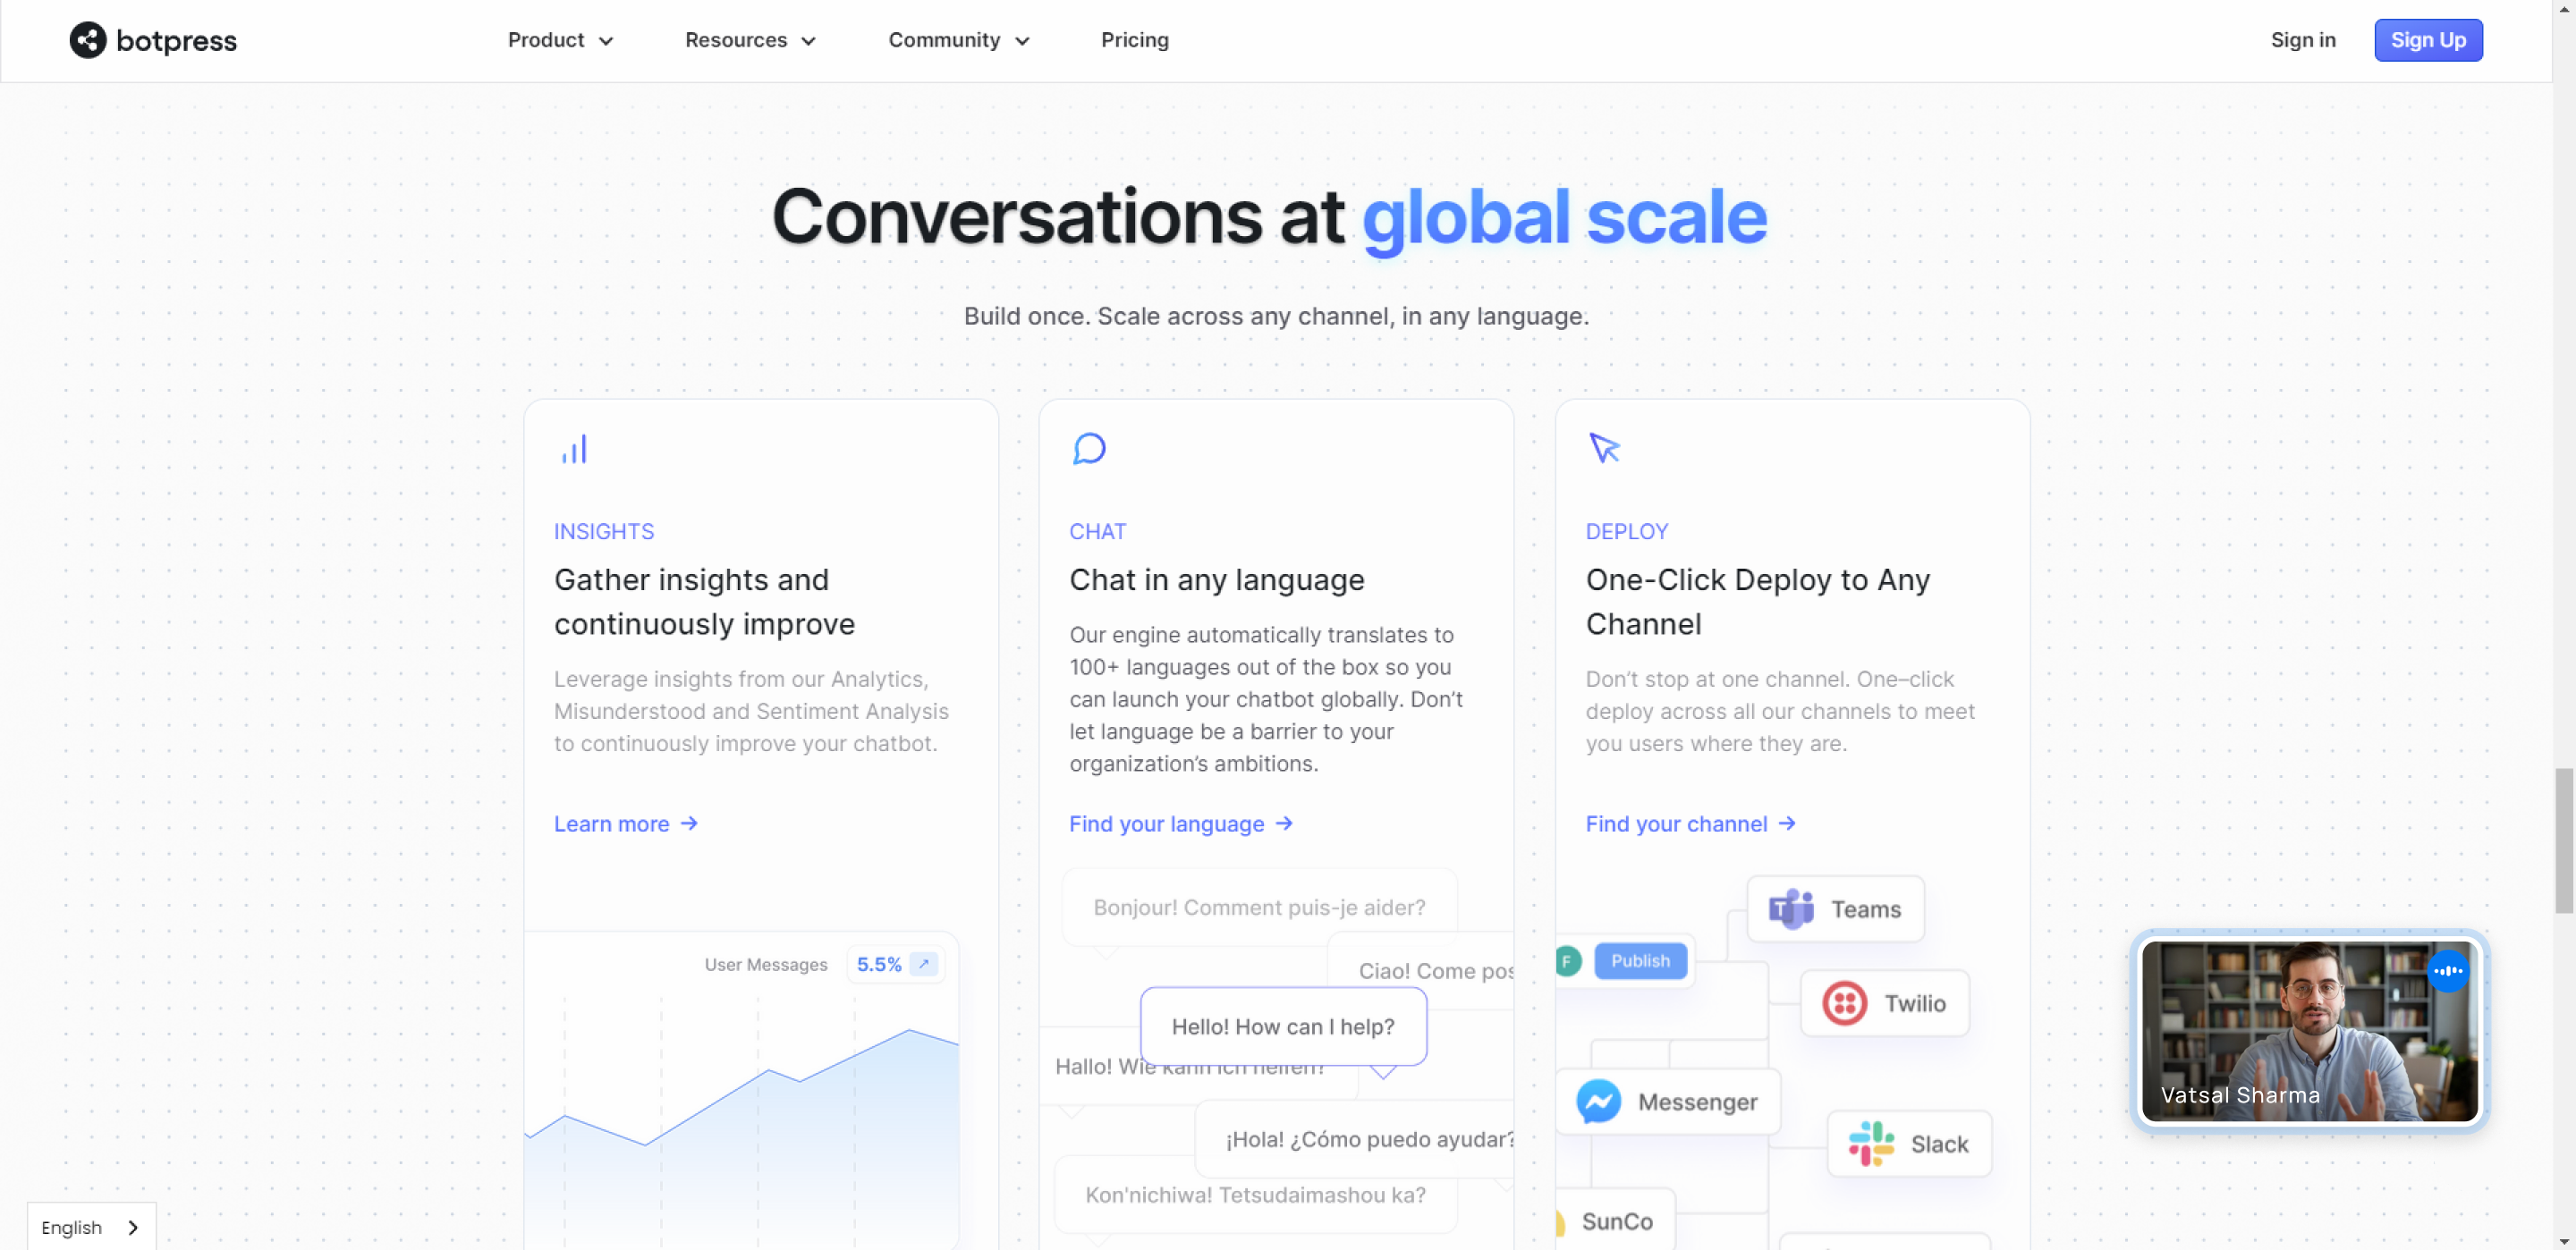 botpress
Product
Resources
Community
Pricing
Sign in
Sign Up
Conversations at global scale
Build once. Scale across any channel, in any language.
INSIGHTS
Gather insights and
continuously improve
Leverage insights from our Analytics,
Misunderstood and Sentiment Analysis
to continuously improve your chatbot.
Learn more →
User Messages
5.5% ↗
CHAT
Chat in any language
Our engine automatically translates to
100+ languages out of the box so you
can launch your chatbot globally. Don’t
let language be a barrier to your
organization’s ambitions.
Find your language →
Bonjour! Comment puis-je aider?
Ciao! Come pos
Hello! How can I help?
Hallo! Wie kann ich helfen?
¡Hola! ¿Cómo puedo ayudar?
Kon'nichiwa! Tetsudaimashou ka?
DEPLOY
One-Click Deploy to Any
Channel
Don’t stop at one channel. One–click
deploy across all our channels to meet
you users where they are.
Find your channel →
Teams
F
Publish
Twilio
Messenger
Slack
SunCo
Vatsal Sharma
English